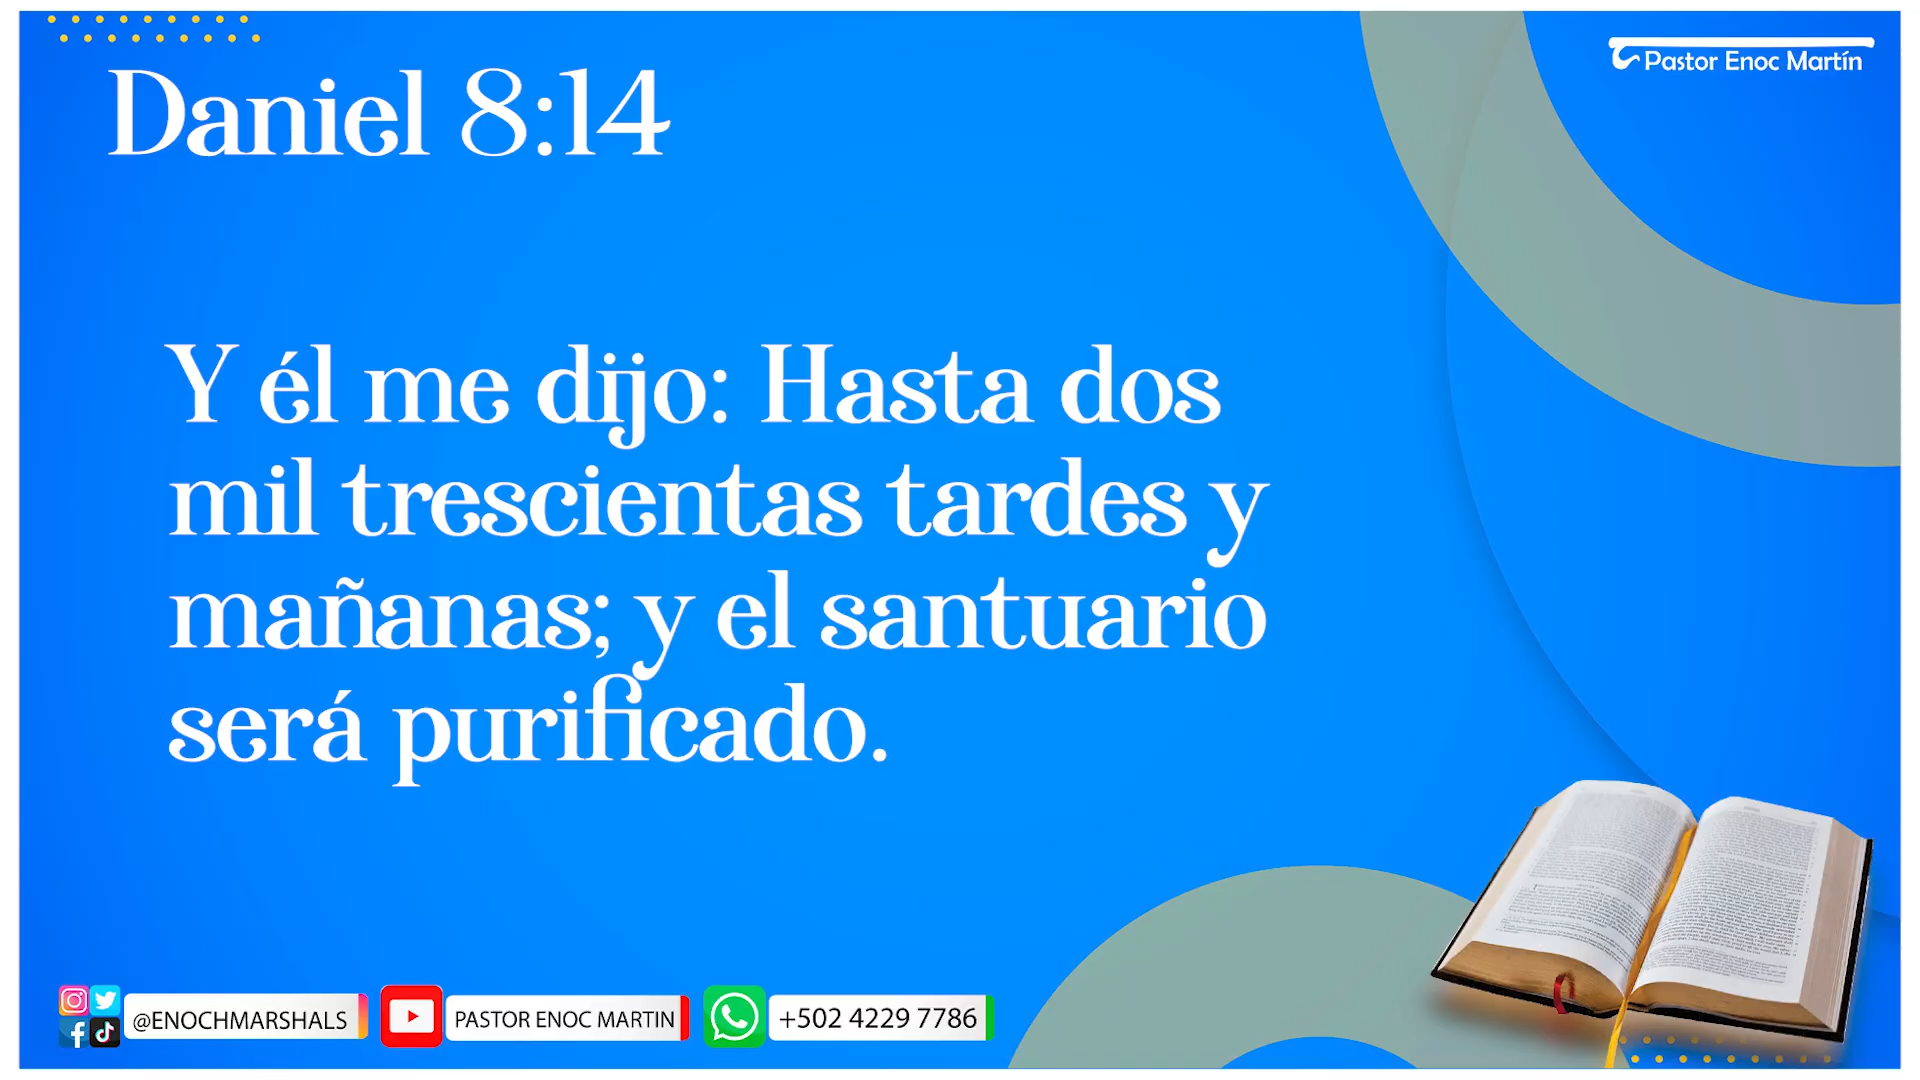 Pastor Enoc Martín
Daniel 8:14
Y él me dijo: Hasta dos
mil trescientas tardes y
mañanas; y el santuario
será purificado.
@ENOCHMARSHALS
PASTOR ENOC MARTIN
+502 4229 7786